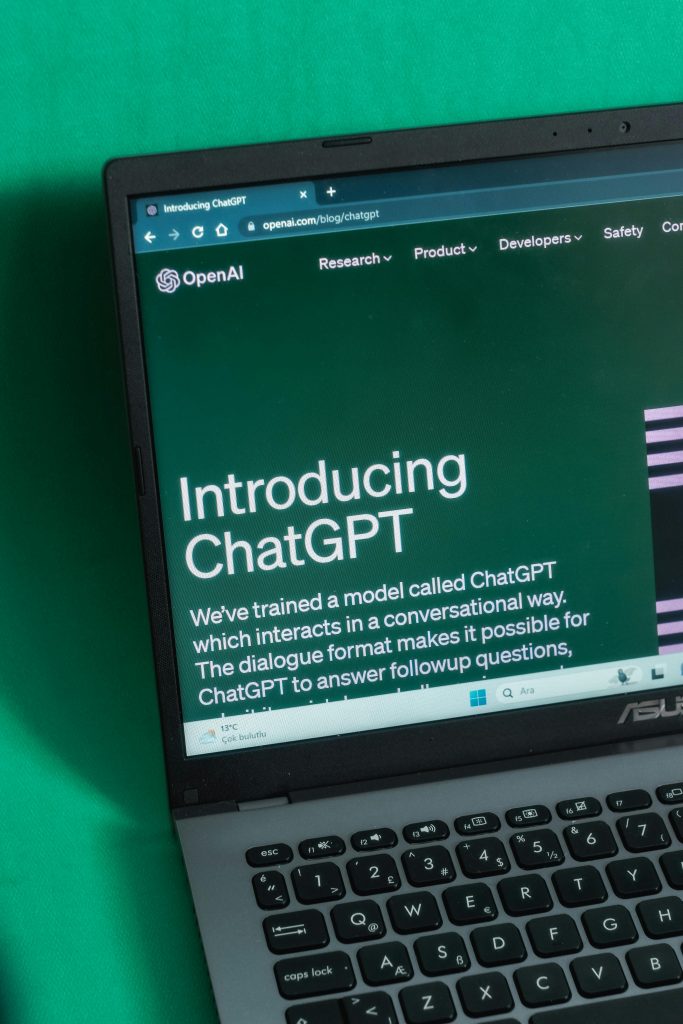 Introducing ChatGPT
openai.com/blog/chatgpt
OpenAI
Research
Product
Developers
Safety
Introducing
ChatGPT
We've trained a model called ChatGPT
which interacts in a conversational way.
The dialogue format makes it possible for
ChatGPT to answer followup questions,
13°C
Çok bulutlu
Ara
esc
f1
f2
f3
f4
f5
f6
f7
f8
é " <
! 1 >
' 2 £
^ 3 #
+ 4 $
% 5 ½
& 6
/ 7 {
Q @
W
E €
R
T
Y
caps lock
A Æ
S ß
D
F
G
H
> <
Z
X
C
V
B